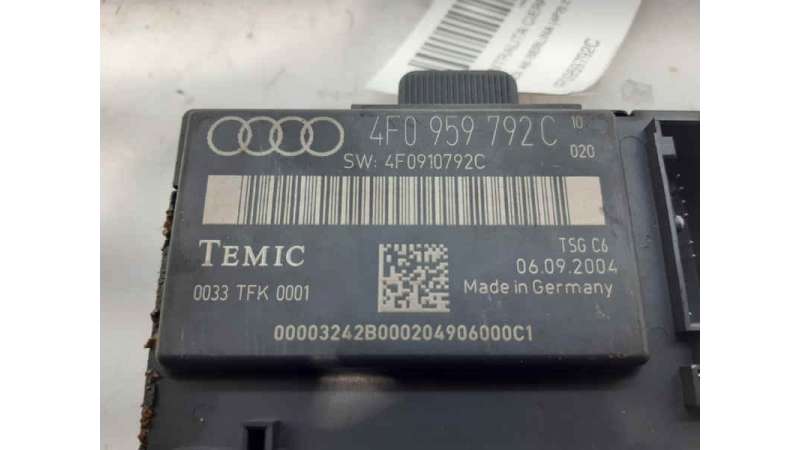 4F0 959 792C 10
020
SW: 4F0910792C
TEMIC
TSG C6
06.09.2004
0033 TFK 0001
Made in Germany
00003242B000204906000C1